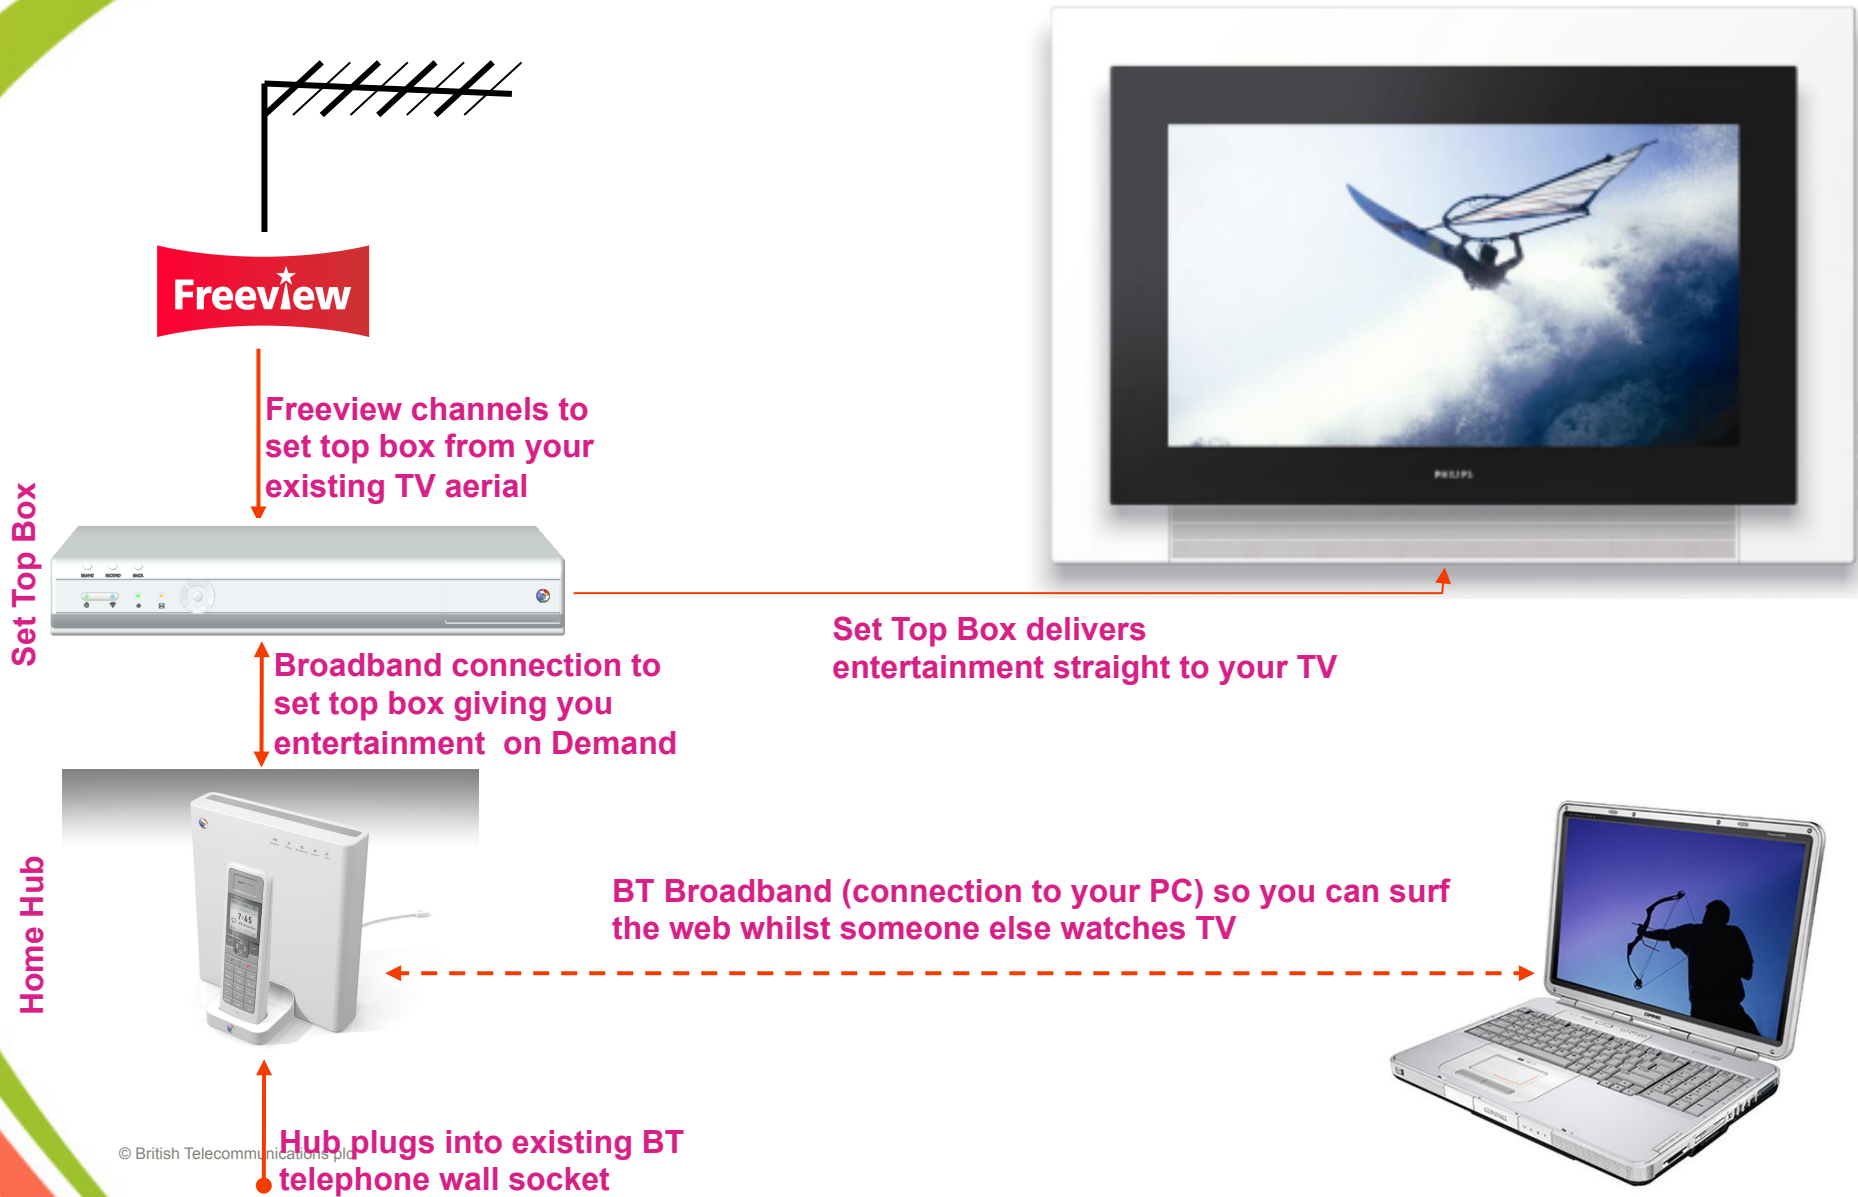 Freeview
Freeview channels to
set top box from your
existing TV aerial
PHILIPS
Set Top Box
Set Top Box delivers
entertainment straight to your TV
Broadband connection to
set top box giving you
entertainment on Demand
Home Hub
7:45
BT Broadband (connection to your PC) so you can surf
the web whilst someone else watches TV
Hub plugs into existing BT
telephone wall socket
© British Telecommunications plc